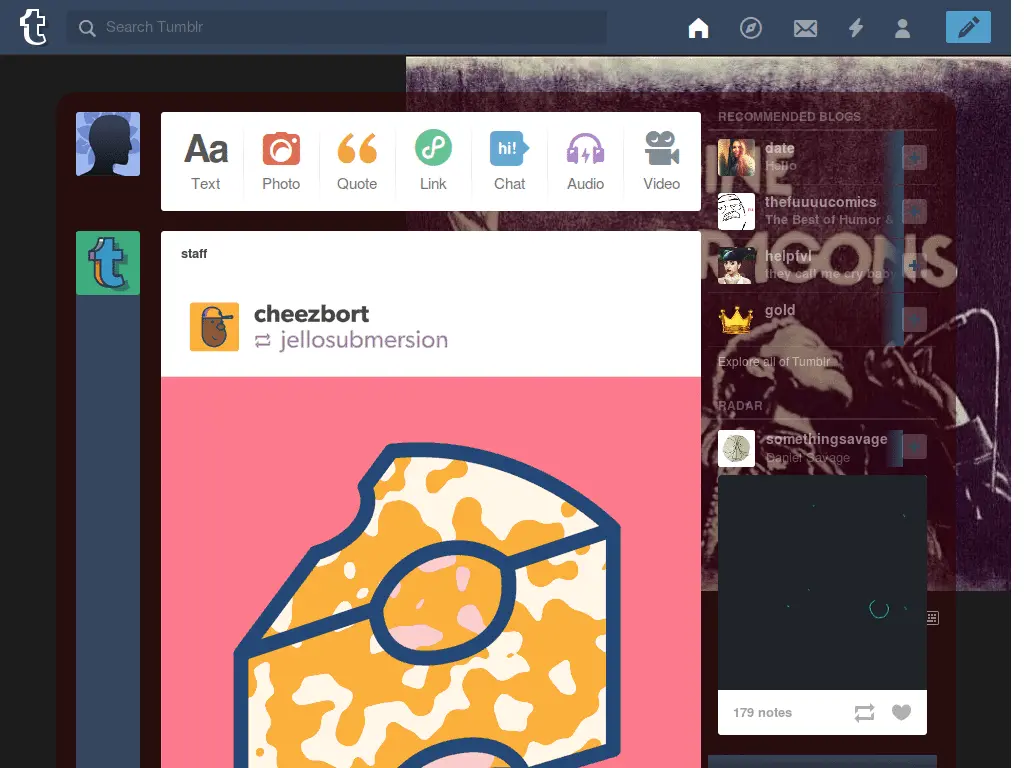 Search Tumblr
Aa
hi!
Text
Photo
Quote
Link
Chat
Audio
Video
staff
cheezbort
jellosubmersion
RECOMMENDED BLOGS
date
Hello
thefuuuucomics
The Best of Humor &
helpfvl
they call me cry baby
gold
Explore all of Tumblr
RADAR
somethingsavage
Daniel Savage
179 notes